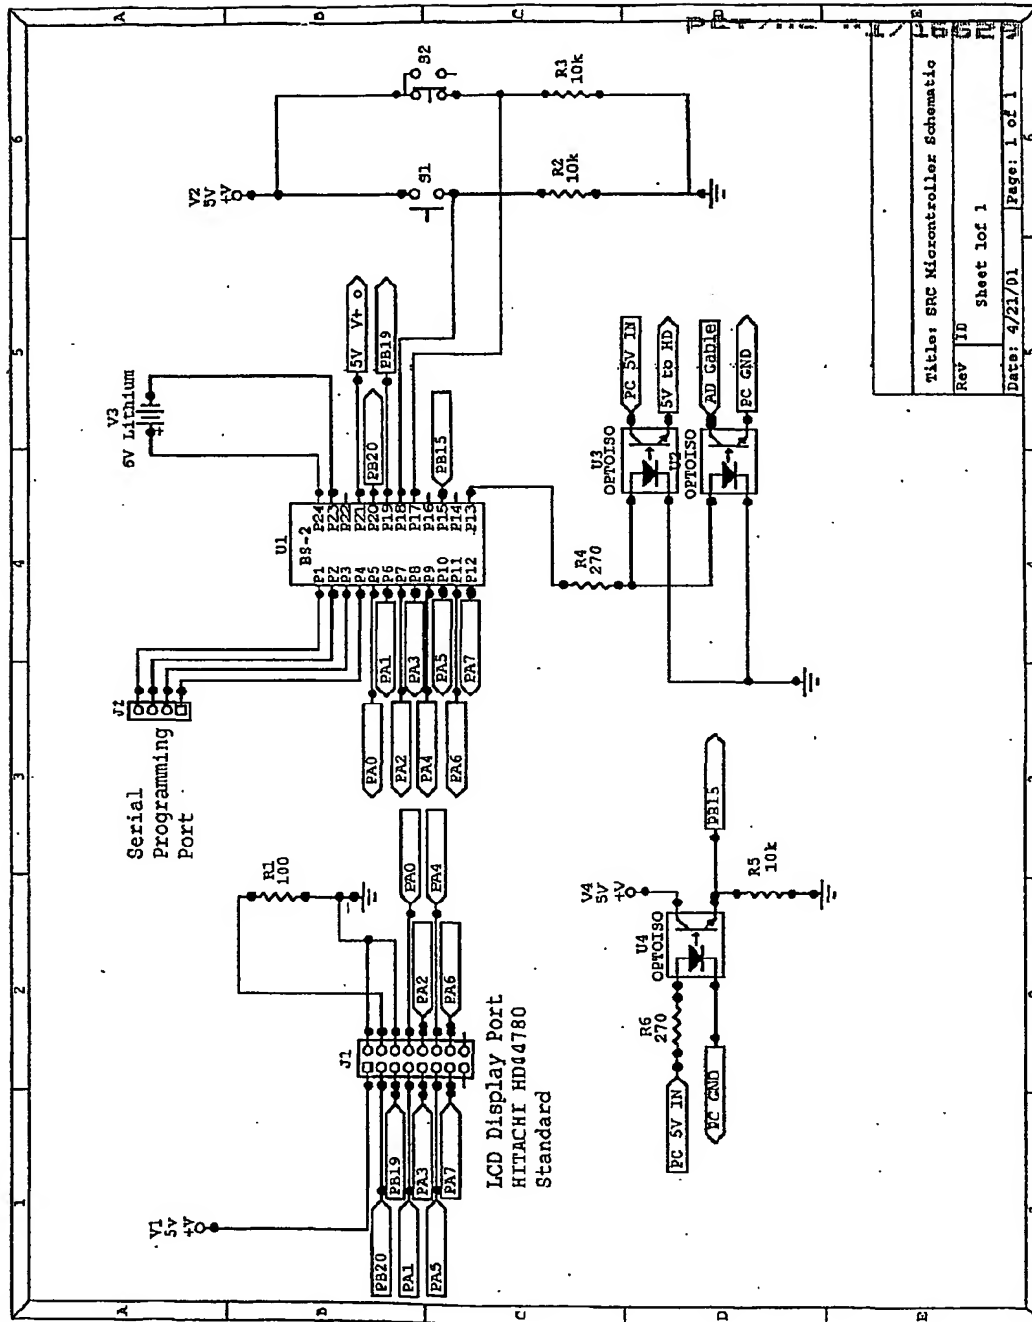 1 2 3 4 5 6
A
B
C
D
E
V1
5v
+V
PB20
PA1
PA5
PB19
PA3
PA7
J1
LCD Display Port
HITACHI HD44780
Standard
PA2
PA6
PA0
PA4
R1
100
Serial
Programming
Port
J2
PA0
PA2
PA4
PA6
PA1
PA3
PA5
PA7
U1
BS-2
P1 P24
P2 P23
P3 P22
P4 P21
P5 P20
P6 P19
P7 P18
P8 P17
P9 P16
P10 P15
P11 P14
P12 P13
V3
6V Lithium
+
5V V+
PB20
PB19
PB15
V2
5V
+V
S1
S2
R2
10k
R3
10k
R4
270
U3
OPTOISO
U2
OPTOISO
PC 5V IN
5V to HD
AD Gable
PC GND
PC 5V IN
PC GND
R6
270
U4
OPTOISO
V4
5v
+V
PB15
R5
10k
Title: SRC Microntroller Schematic
Rev ID
Sheet 1of 1
Date: 4/21/01 Page: 1 of 1
A
B
C
D
E